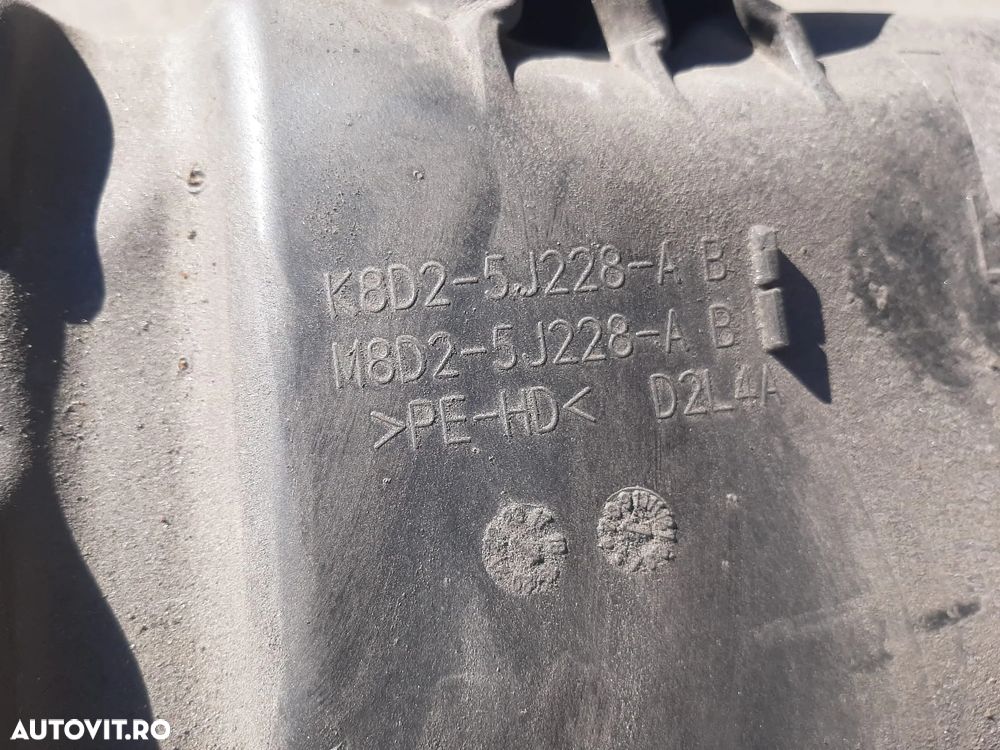 K8D2-5J228-A B
M8D2-5J228-A B
>PE-HD< D2L4A
AUTOVIT.RO